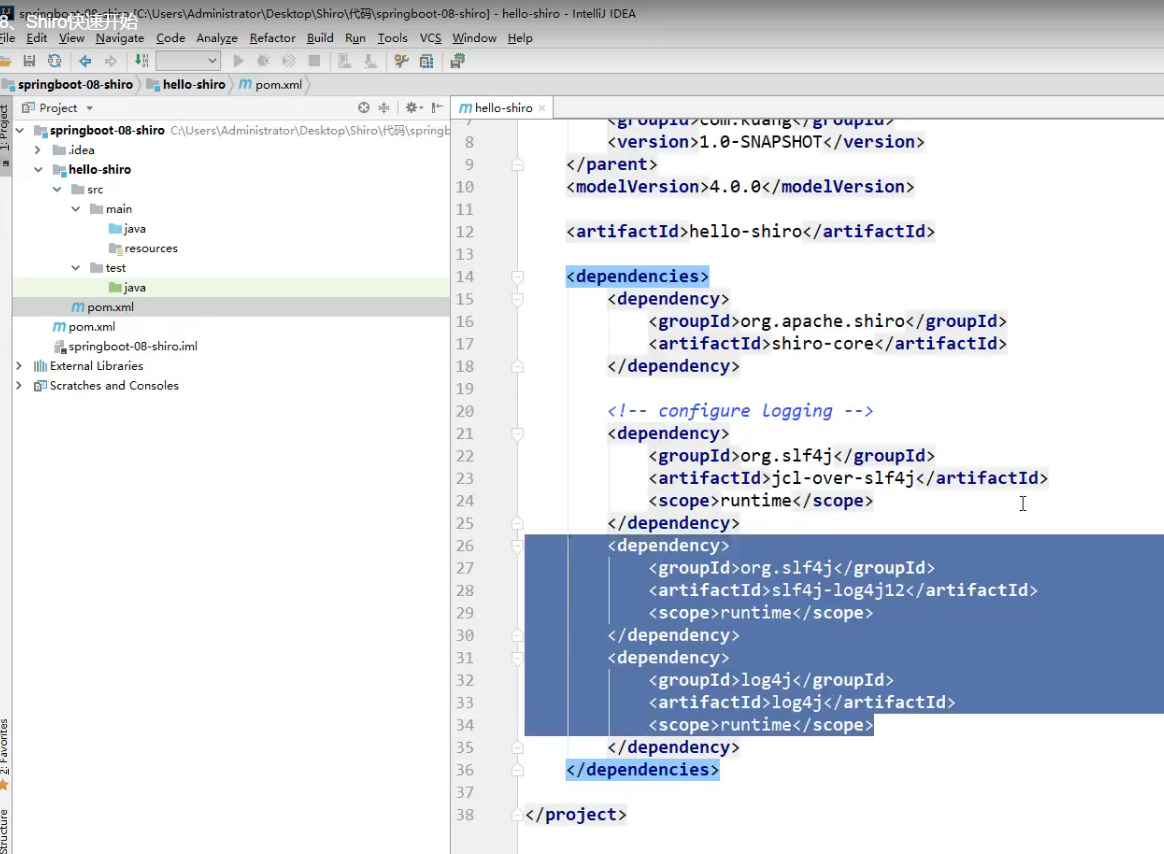 8、Shiro快速开始
springboot-08-shiro [C:\Users\Administrator\Desktop\Shiro\代码\springboot-08-shiro] - hello-shiro - IntelliJ IDEA
File Edit View Navigate Code Analyze Refactor Build Run Tools VCS Window Help
springboot-08-shiro hello-shiro pom.xml
1: Project
Project
hello-shiro
springboot-08-shiro C:\Users\Administrator\Desktop\Shiro\代码\springb
.idea
hello-shiro
src
main
java
resources
test
java
pom.xml
pom.xml
springboot-08-shiro.iml
External Libraries
Scratches and Consoles
2: Favorites
Structure
7 <groupId>com.kuang</groupId>
8 <version>1.0-SNAPSHOT</version>
9 </parent>
10 <modelVersion>4.0.0</modelVersion>
11
12 <artifactId>hello-shiro</artifactId>
13
14 <dependencies>
15 <dependency>
16 <groupId>org.apache.shiro</groupId>
17 <artifactId>shiro-core</artifactId>
18 </dependency>
19
20 <!-- configure logging -->
21 <dependency>
22 <groupId>org.slf4j</groupId>
23 <artifactId>jcl-over-slf4j</artifactId>
24 <scope>runtime</scope>
25 </dependency>
26 <dependency>
27 <groupId>org.slf4j</groupId>
28 <artifactId>slf4j-log4j12</artifactId>
29 <scope>runtime</scope>
30 </dependency>
31 <dependency>
32 <groupId>log4j</groupId>
33 <artifactId>log4j</artifactId>
34 <scope>runtime</scope>
35 </dependency>
36 </dependencies>
37
38 </project>